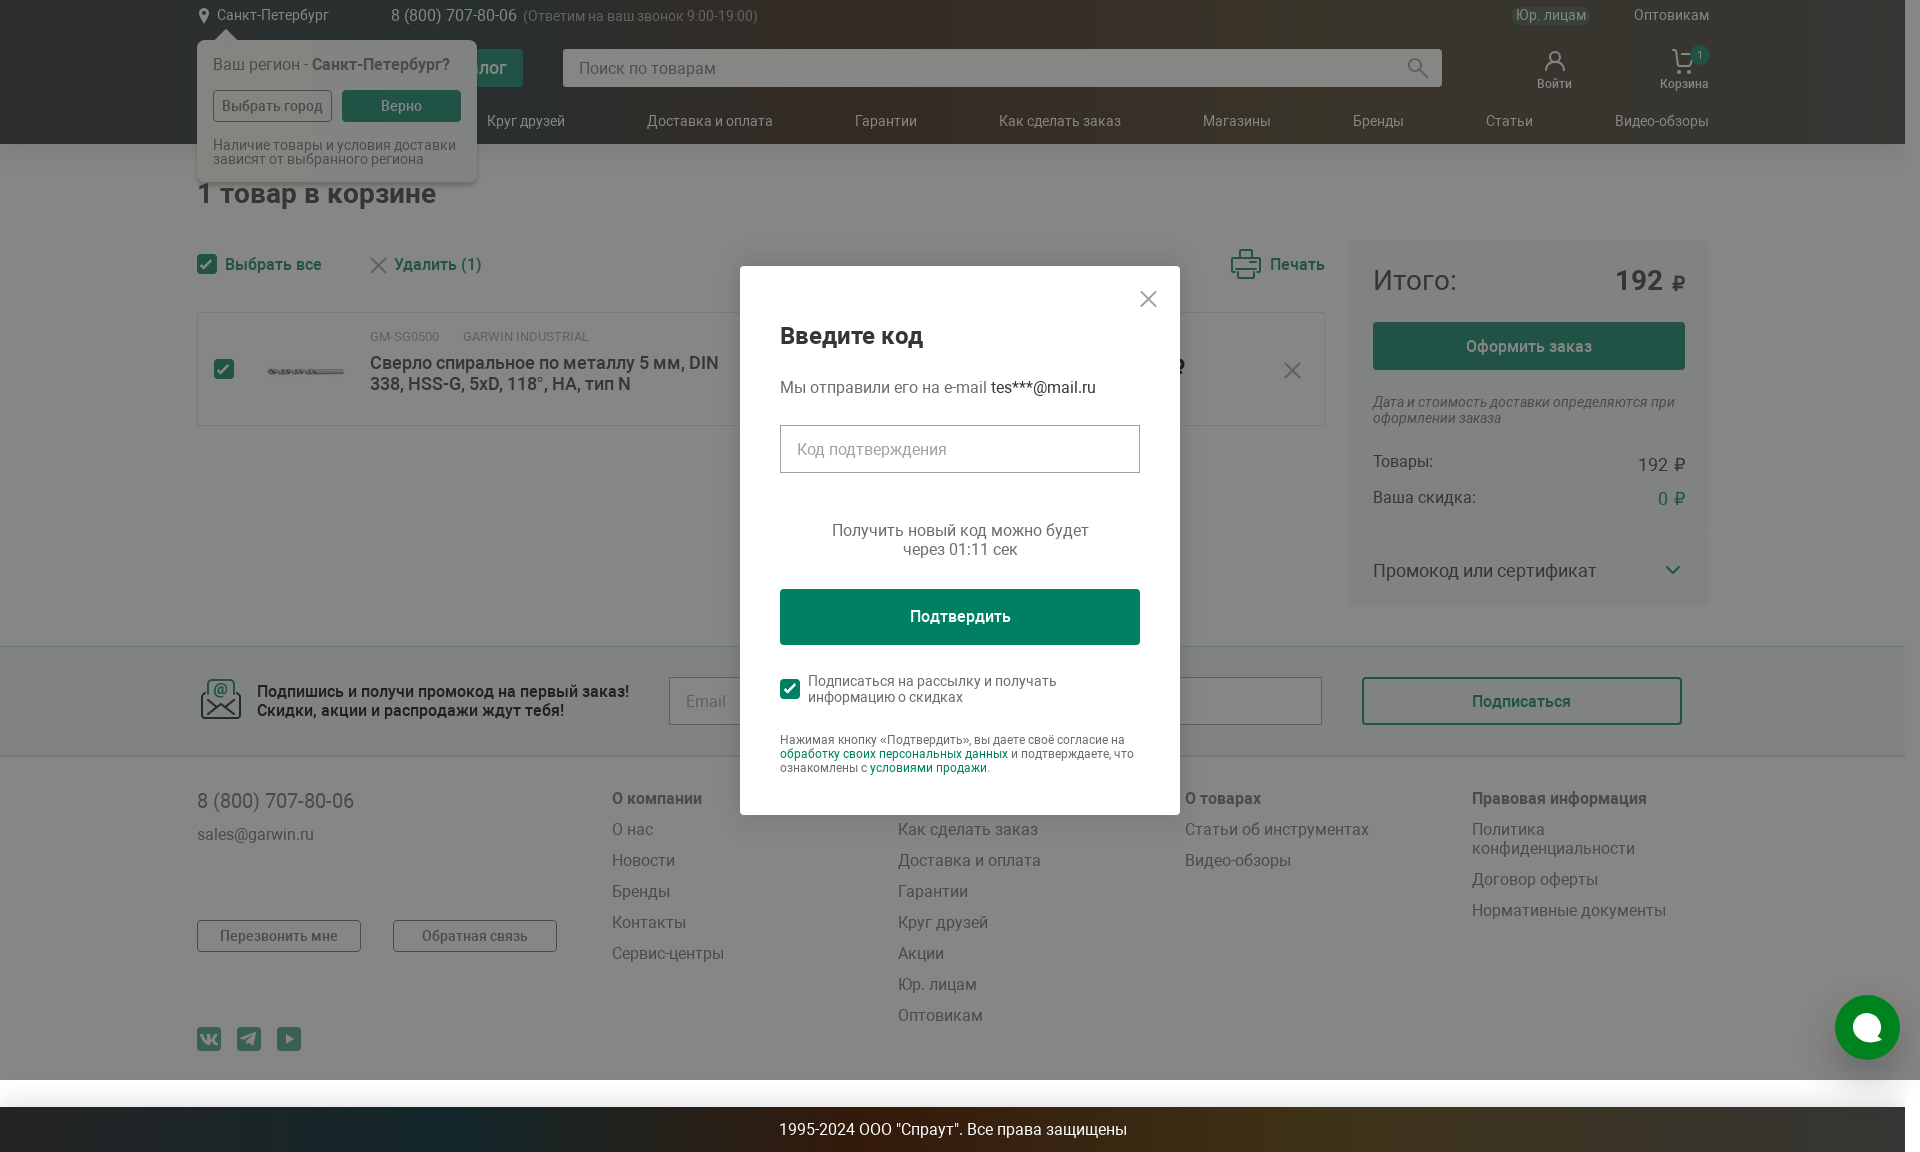 Санкт-Петербург
8 (800) 707-80-06 (Ответим на ваш звонок 9:00-19:00)
Юр. лицам
Оптовикам
Ваш регион - Санкт-Петербург?
Выбрать город
Верно
Наличие товары и условия доставки
зависят от выбранного региона
Поиск по товарам
Войти
1
Корзина
Круг друзей
Доставка и оплата
Гарантии
Как сделать заказ
Магазины
Бренды
Статьи
Видео-обзоры
1 товар в корзине
Выбрать все
Удалить (1)
Печать
GM-SG0500
GARWIN INDUSTRIAL
Сверло спиральное по металлу 5 мм, DIN
338, HSS-G, 5xD, 118°, HA, тип N
Итого:
192 ₽
Оформить заказ
Дата и стоимость доставки определяются при
оформлении заказа
Товары:
192 ₽
Ваша скидка:
0 ₽
Промокод или сертификат
Введите код
Мы отправили его на e-mail tes***@mail.ru
Код подтверждения
Получить новый код можно будет
через 01:11 сек
Подтвердить
Подписаться на рассылку и получать
информацию о скидках
Нажимая кнопку «Подтвердить», вы даете своё согласие на
обработку своих персональных данных и подтверждаете, что
ознакомлены с условиями продажи.
Подпишись и получи промокод на первый заказ!
Скидки, акции и распродажи ждут тебя!
Email
Подписаться
8 (800) 707-80-06
sales@garwin.ru
Перезвонить мне
Обратная связь
О компании
О нас
Новости
Бренды
Контакты
Сервис-центры
Как сделать заказ
Доставка и оплата
Гарантии
Круг друзей
Акции
Юр. лицам
Оптовикам
О товарах
Статьи об инструментах
Видео-обзоры
Правовая информация
Политика
конфиденциальности
Договор оферты
Нормативные документы
1995-2024 ООО "Спраут". Все права защищены